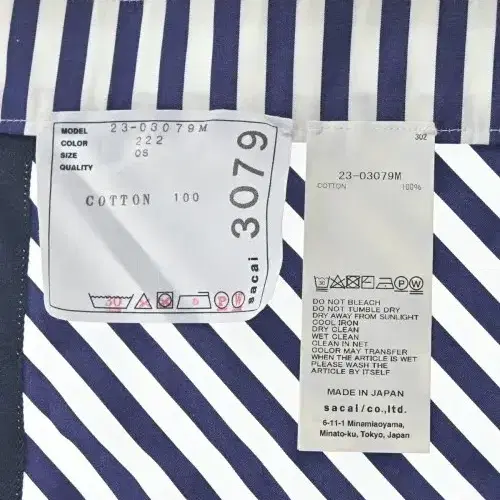 MODEL 23-03079M
COLOR 222
SIZE 0S
QUALITY
COTTON 100
3079
sacai
30
W
302
23-03079M
COTTON 100%
30
P W
DO NOT BLEACH
DO NOT TUMBLE DRY
DRY AWAY FROM SUNLIGHT
COOL IRON
DRY CLEAN
WET CLEAN
CLEAN IN NET
COLOR MAY TRANSFER
WHEN THE ARTICLE IS WET
PLEASE WASH THE
ARTICLE BY ITSELF
MADE IN JAPAN
sacai/co.,ltd.
6-11-1 Minamiaoyama,
Minato-ku, Tokyo, Japan